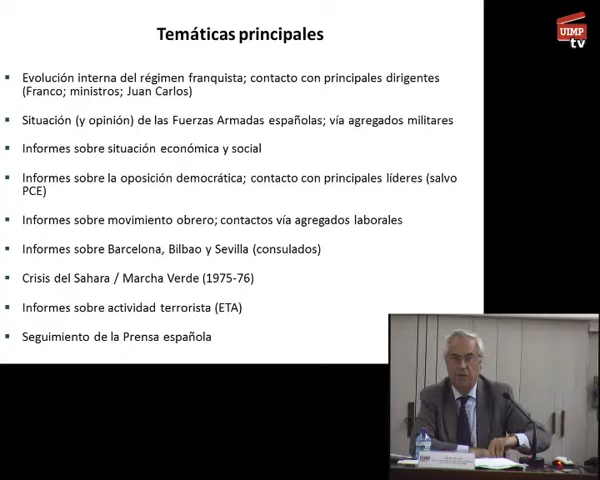 UIMP
tv
Temáticas principales
Evolución interna del régimen franquista; contacto con principales dirigentes
(Franco; ministros; Juan Carlos)
Situación (y opinión) de las Fuerzas Armadas españolas; vía agregados militares
Informes sobre situación económica y social
Informes sobre la oposición democrática; contacto con principales líderes (salvo
PCE)
Informes sobre movimiento obrero; contactos vía agregados laborales
Informes sobre Barcelona, Bilbao y Sevilla (consulados)
Crisis del Sahara / Marcha Verde (1975-76)
Informes sobre actividad terrorista (ETA)
Seguimiento de la Prensa española